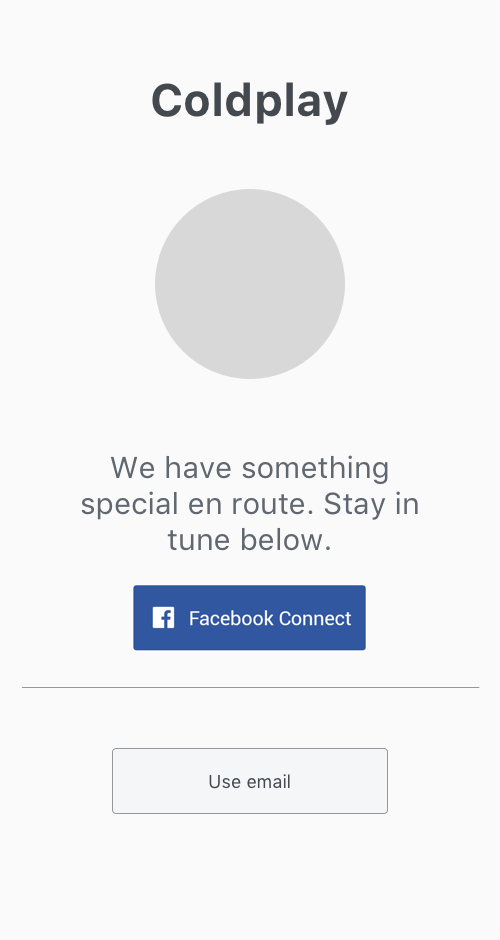 Coldplay
We have something
special en route. Stay in
tune below.
Facebook Connect
Use email